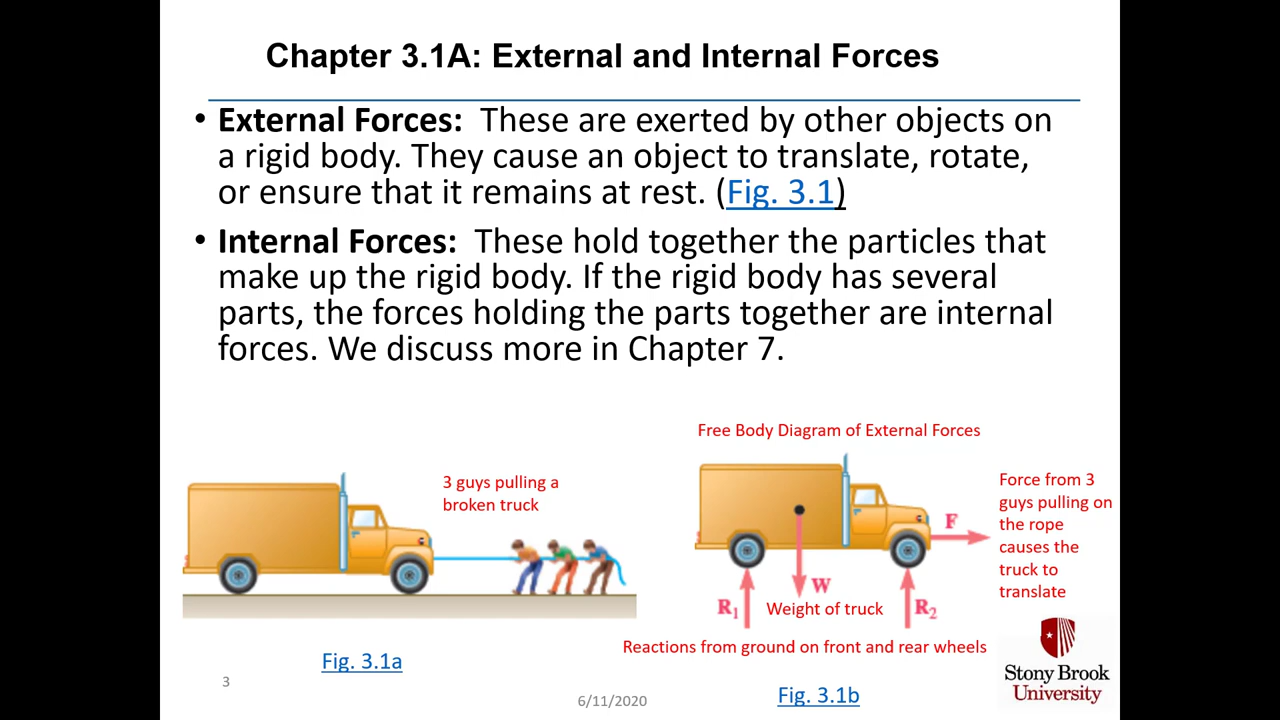 Chapter 3.1A: External and Internal Forces
• External Forces: These are exerted by other objects on
a rigid body. They cause an object to translate, rotate,
or ensure that it remains at rest. (Fig. 3.1)
• Internal Forces: These hold together the particles that
make up the rigid body. If the rigid body has several
parts, the forces holding the parts together are internal
forces. We discuss more in Chapter 7.
3 guys pulling a
broken truck
Fig. 3.1a
Free Body Diagram of External Forces
F
Force from 3
guys pulling on
the rope
causes the
truck to
translate
W
R1
Weight of truck
R2
Reactions from ground on front and rear wheels
Fig. 3.1b
3
6/11/2020
Stony Brook
University